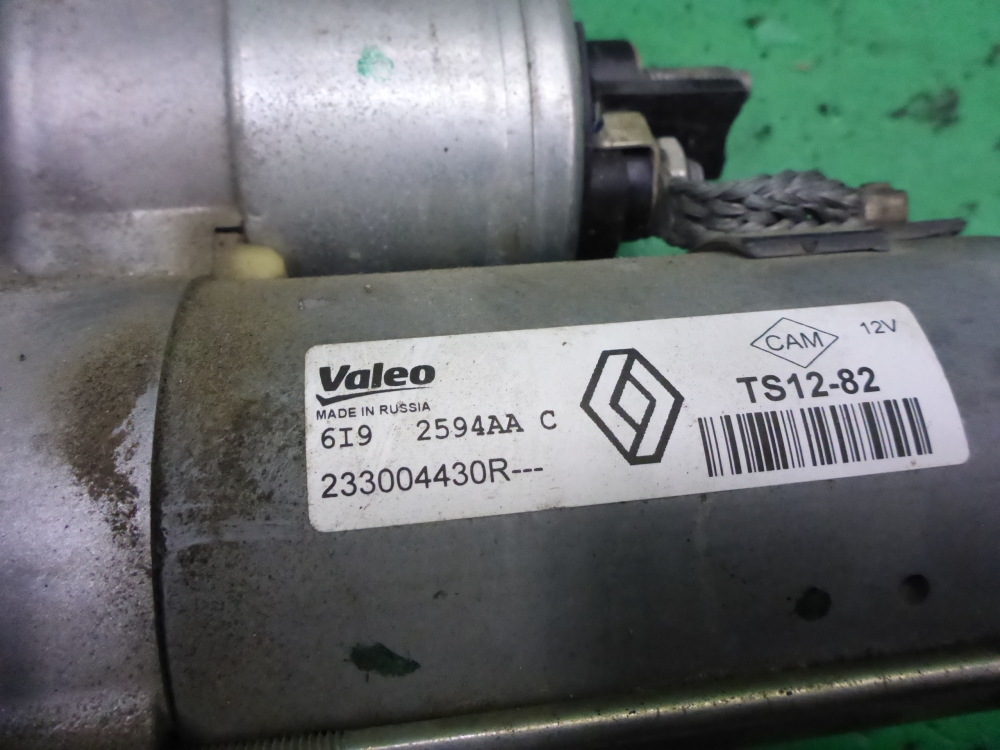 Valeo
MADE IN RUSSIA
6I9 2594AA C
233004430R---
CAM
12V
TS12-82